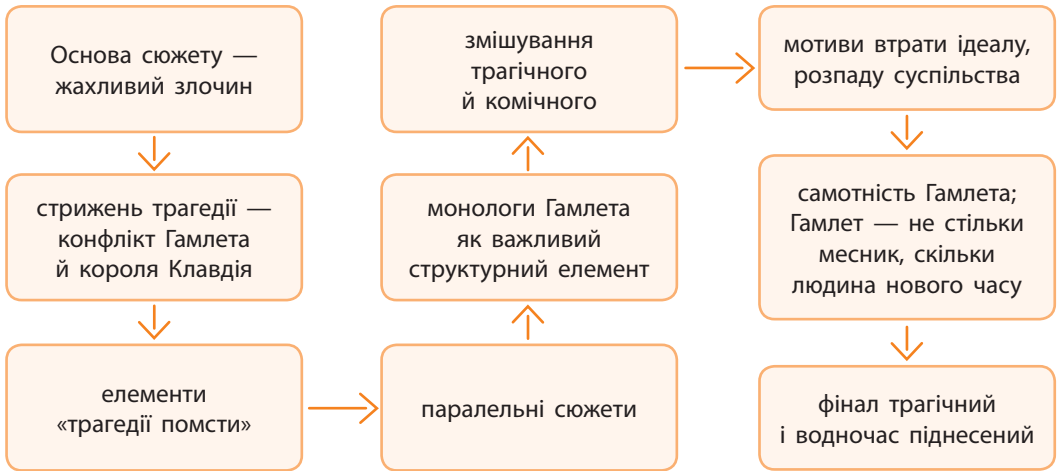 Основа сюжету —
жахливий злочин
стрижень трагедії —
конфлікт Гамлета
й короля Клавдія
елементи
«трагедії помсти»
паралельні сюжети
монологи Гамлета
як важливий
структурний елемент
змішування
трагічного
й комічного
мотиви втрати ідеалу,
розпаду суспільства
самотність Гамлета;
Гамлет — не стільки
месник, скільки
людина нового часу
фінал трагічний
і водночас піднесений